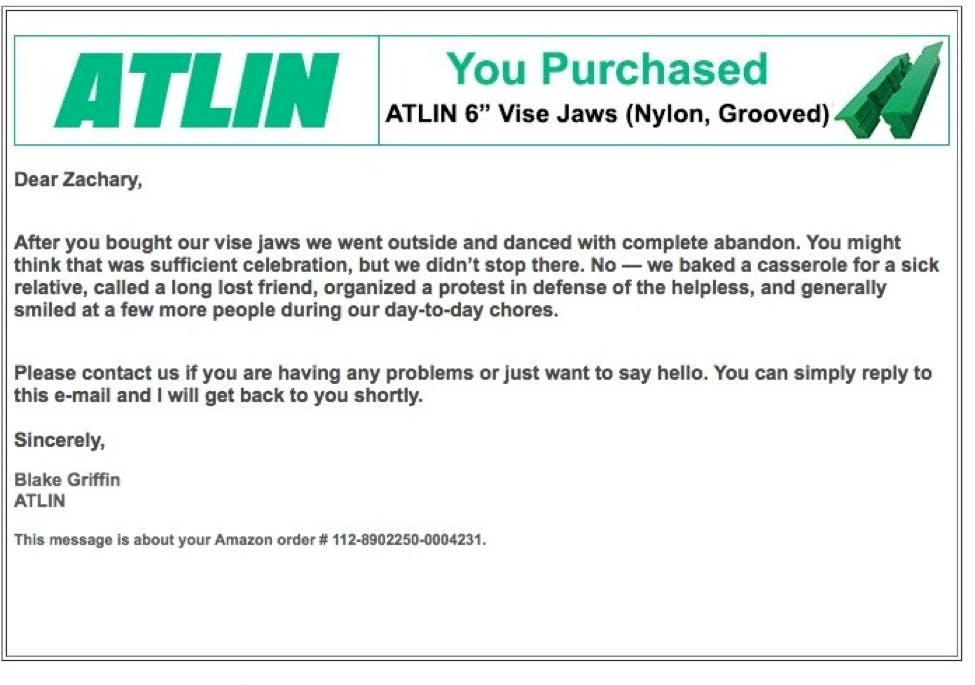 ATLIN
You Purchased
ATLIN 6” Vise Jaws (Nylon, Grooved)
Dear Zachary,
After you bought our vise jaws we went outside and danced with complete abandon. You might
think that was sufficient celebration, but we didn’t stop there. No — we baked a casserole for a sick
relative, called a long lost friend, organized a protest in defense of the helpless, and generally
smiled at a few more people during our day-to-day chores.
Please contact us if you are having any problems or just want to say hello. You can simply reply to
this e-mail and I will get back to you shortly.
Sincerely,
Blake Griffin
ATLIN
This message is about your Amazon order # 112-8902250-0004231.